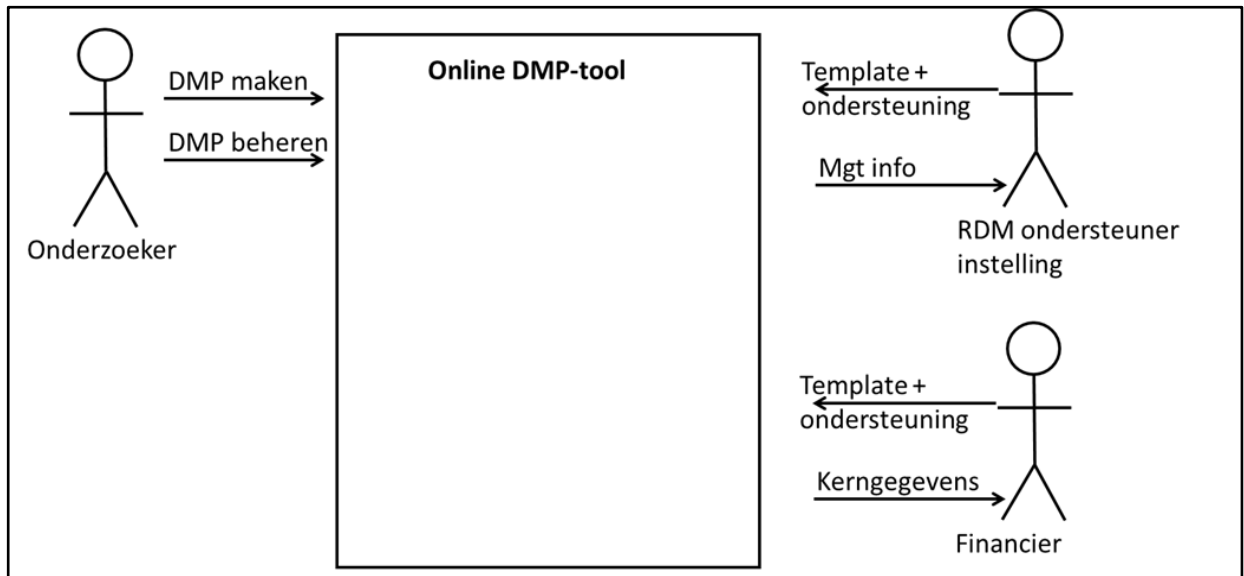 DMP maken
DMP beheren
Onderzoeker
Online DMP-tool
Template +
ondersteuning
Mgt info
RDM ondersteuner
instelling
Template +
ondersteuning
Kerngegevens
Financier